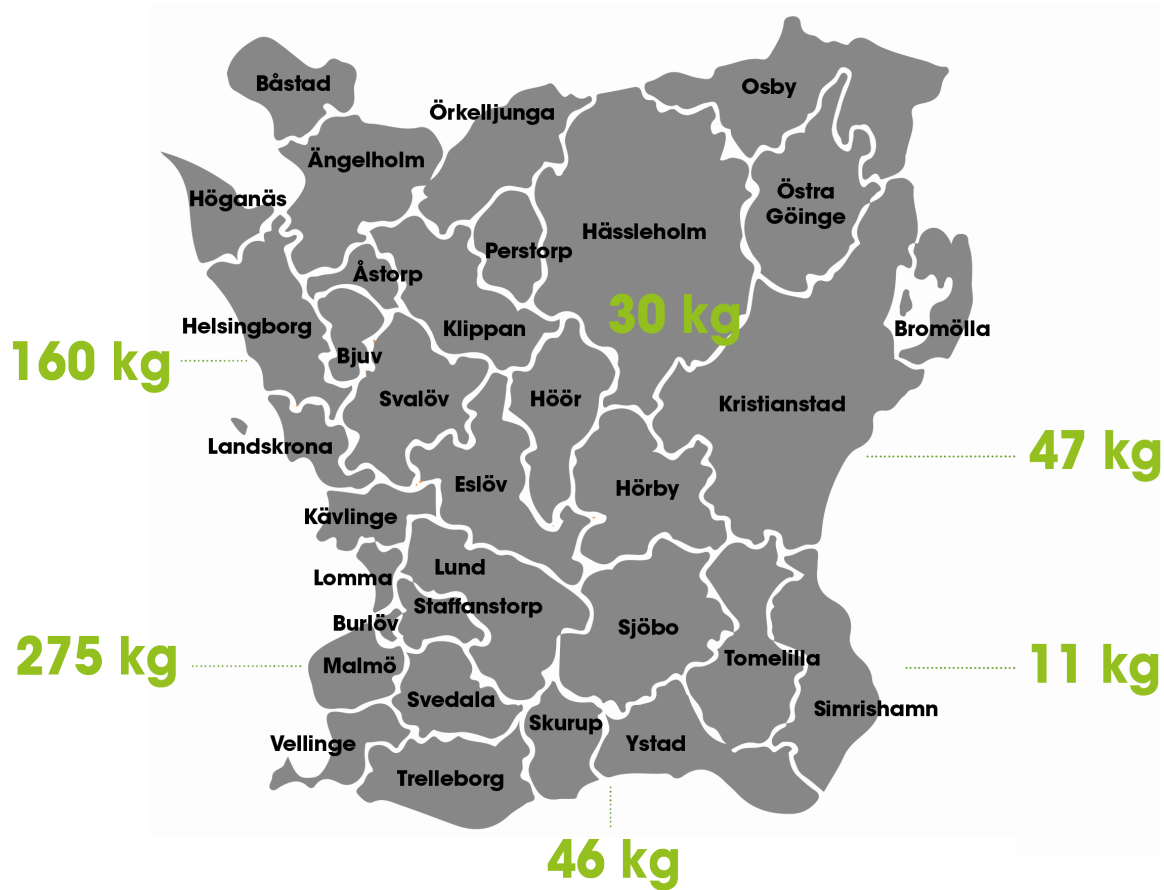 Båstad
Osby
Örkelljunga
Ängelholm
Höganäs
Östra
Göinge
Hässleholm
Perstorp
Åstorp
30 kg
Helsingborg
Klippan
Bromölla
160 kg
Bjuv
Svalöv
Höör
Kristianstad
Landskrona
47 kg
Eslöv
Hörby
Kävlinge
Lund
Lomma
Staffanstorp
Burlöv
Sjöbo
275 kg
Malmö
Tomelilla
11 kg
Svedala
Simrishamn
Skurup
Vellinge
Ystad
Trelleborg
46 kg